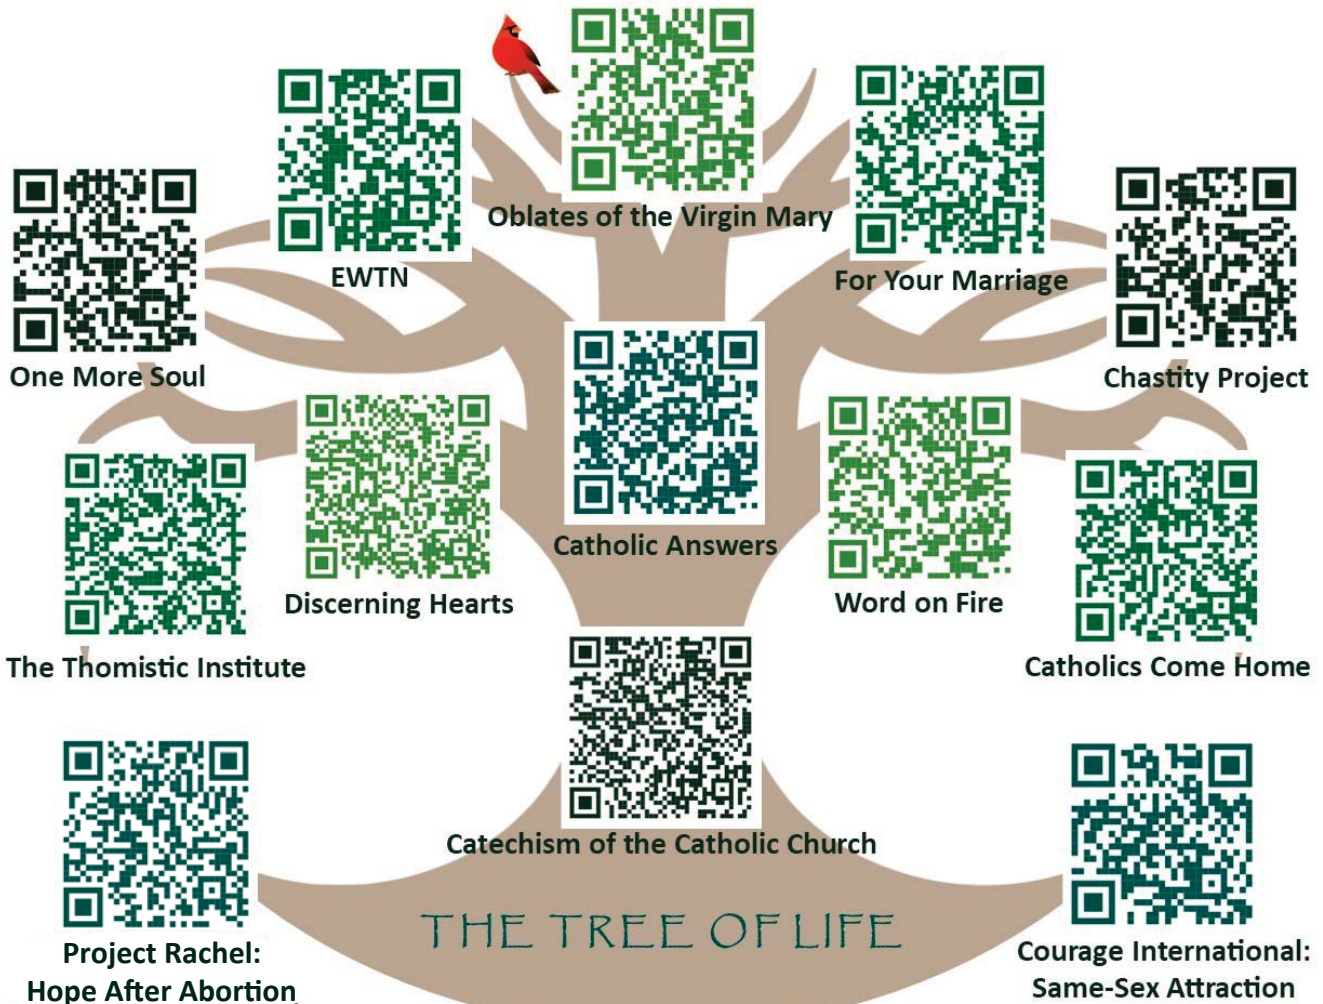 Oblates of the Virgin Mary
EWTN
For Your Marriage
One More Soul
Chastity Project
Catholic Answers
Discerning Hearts
Word on Fire
The Thomistic Institute
Catholics Come Home
Catechism of the Catholic Church
THE TREE OF LIFE
Project Rachel:
Hope After Abortion
Courage International:
Same-Sex Attraction